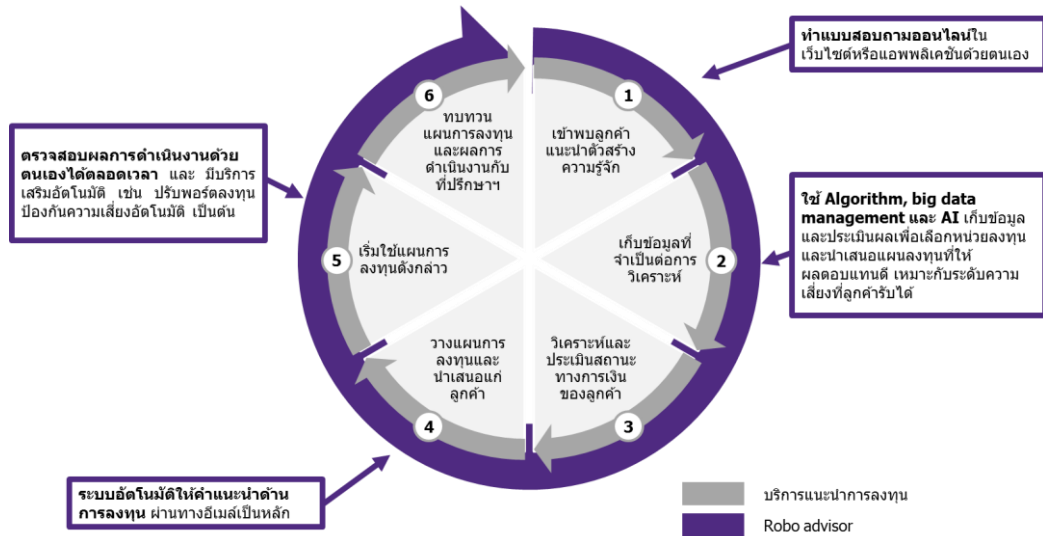 ทำแบบสอบถามออนไลน์ใน
เว็บไซต์หรือแอพพลิเคชันด้วยตนเอง
1
เข้าพบลูกค้า
แนะนำตัวสร้าง
ความรู้จัก
2
เก็บข้อมูลที่
จำเป็นต่อการ
วิเคราะห์
ใช้ Algorithm, big data
management และ AI เก็บข้อมูล
และประเมินผลเพื่อเลือกหน่วยลงทุน
และนำเสนอแผนลงทุนที่ให้
ผลตอบแทนดี เหมาะกับระดับความ
เสี่ยงที่ลูกค้ารับได้
3
วิเคราะห์และ
ประเมินสถานะ
ทางการเงิน
ของลูกค้า
4
วางแผนการ
ลงทุนและ
นำเสนอแก่
ลูกค้า
ระบบอัตโนมัติให้คำแนะนำด้าน
การลงทุน ผ่านทางอีเมล์เป็นหลัก
5
เริ่มใช้แผนการ
ลงทุนดังกล่าว
6
ทบทวน
แผนการลงทุน
และผลการ
ดำเนินงานกับ
ที่ปรึกษาฯ
ตรวจสอบผลการดำเนินงานด้วย
ตนเองได้ตลอดเวลา และ มีบริการ
เสริมอัตโนมัติ เช่น ปรับพอร์ตลงทุน
ป้องกันความเสี่ยงอัตโนมัติ เป็นต้น
บริการแนะนำการลงทุน
Robo advisor